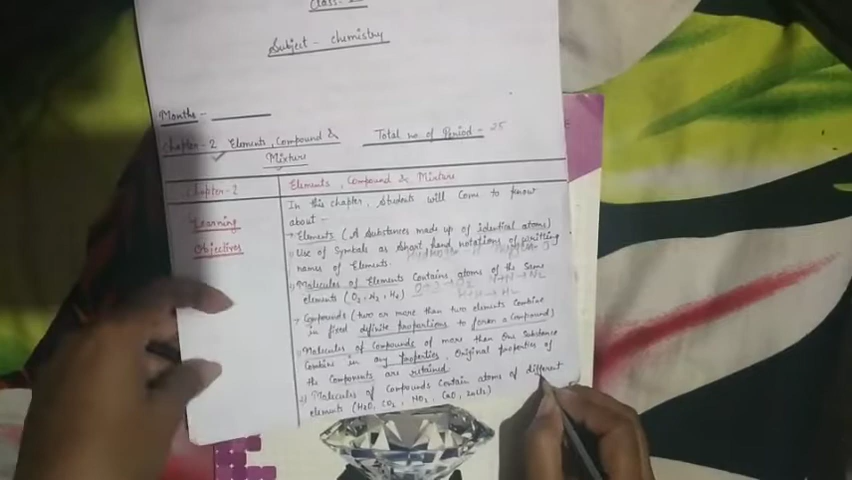 Class-
Subject - Chemistry
Months -
Chapter-2 Elements, Compound &
Mixture
Total no. of Period - 25
Chapter-2
Elements, Compound & Mixture
Learning
Objectives
In this chapter, Students will come to know
about -
Elements (A Substances made up of identical atoms)
Use of Symbols as Short hand notations of writting
names of Elements.
Molecules of Elements Contains atoms of the Same
elements (O2, N2, H2)
Compounds (two or more than two elements Combine
in fixed definite proportions to form a Compound)
Molecules of Compounds of more than One Substance
Combine in any properties. Original properties of
the Components are retained.
Molecules of Compounds Contain atoms of different
elements (H2O, CO2, NO2,